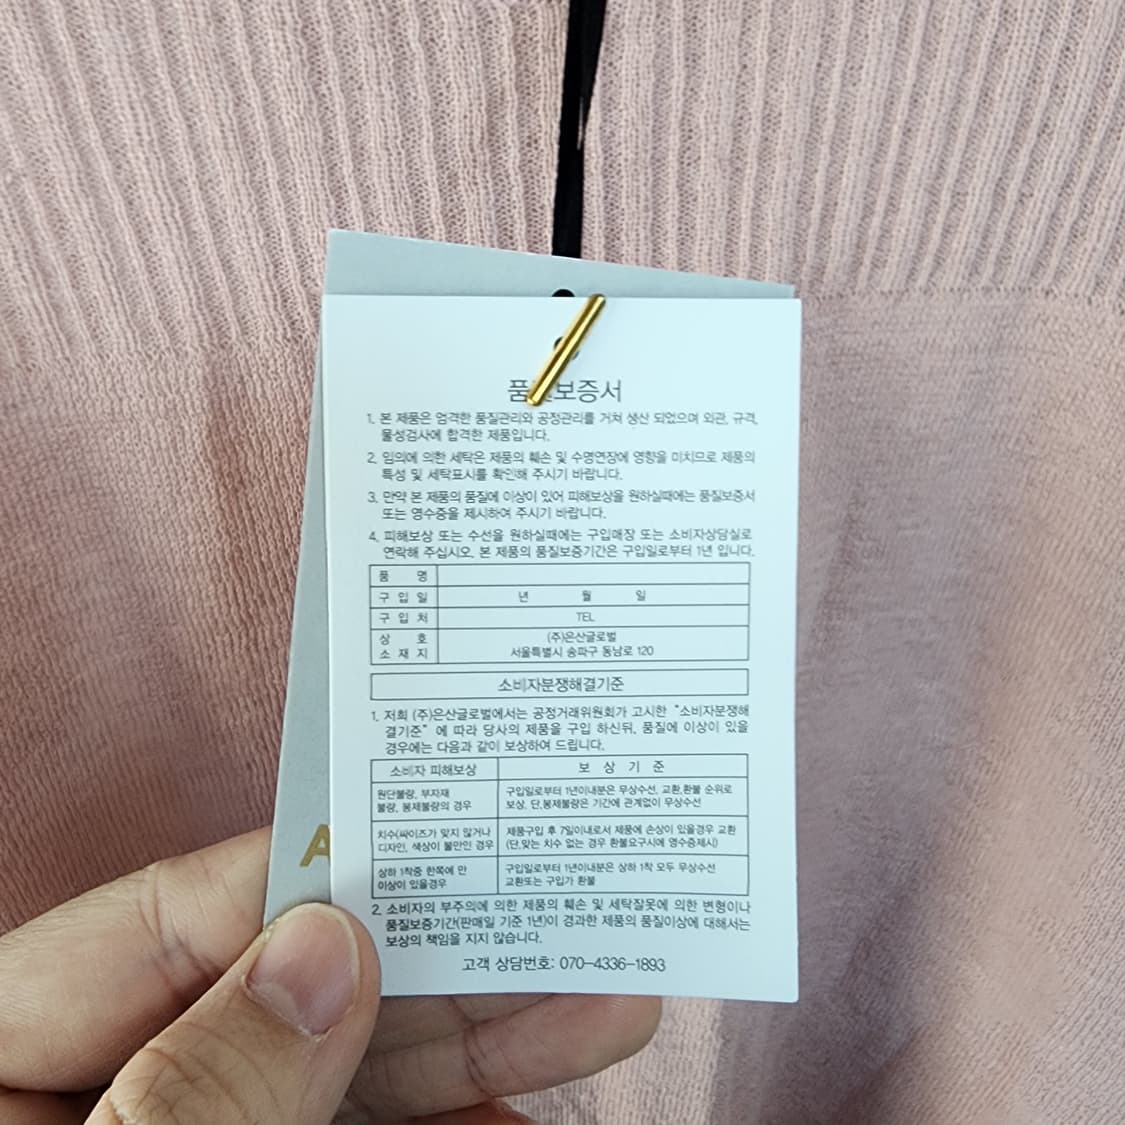 품질보증서
1. 본 제품은 엄격한 품질관리와 공정관리를 거쳐 생산 되었으며 외관, 규격,
물성검사에 합격한 제품입니다.
2. 임의에 의한 세탁은 제품의 훼손 및 수명연장에 영향을 미치므로 제품의
특성 및 세탁표시를 확인해 주시기 바랍니다.
3. 만약 본 제품의 품질에 이상이 있어 피해보상을 원하실때에는 품질보증서
또는 영수증을 제시하여 주시기 바랍니다.
4. 피해보상 또는 수선을 원하실때에는 구입매장 또는 소비자상담실로
연락해 주십시오. 본 제품의 품질보증기간은 구입일로부터 1년 입니다.
품 명
구 입 일 년 월 일
구 입 처 TEL
상 호 (주)은산글로벌
소 재 지 서울특별시 송파구 동남로 120
소비자분쟁해결기준
1. 저희 (주)은산글로벌에서는 공정거래위원회가 고시한 "소비자분쟁해
결기준" 에 따라 당사의 제품을 구입 하신뒤, 품질에 이상이 있을
경우에는 다음과 같이 보상하여 드립니다.
소비자 피해보상 보 상 기 준
원단불량, 부자재 구입일로부터 1년이내분은 무상수선, 교환,환불 순위로
불량, 봉제불량의 경우 보상, 단,봉제불량은 기간에 관계없이 무상수선
치수(싸이즈가 맞지 않거나 제품구입 후 7일이내로서 제품에 손상이 있을경우 교환
디자인, 색상이 불만인 경우 (단,맞는 치수 없는 경우 환불요구시에 영수증제시)
상하 1착중 한쪽에 만 구입일로부터 1년이내분은 상하 1착 모두 무상수선
이상이 있을경우 교환또는 구입가 환불
2. 소비자의 부주의에 의한 제품의 훼손 및 세탁잘못에 의한 변형이나
품질보증기간(판매일 기준 1년)이 경과한 제품의 품질이상에 대해서는
보상의 책임을 지지 않습니다.
고객 상담번호: 070-4336-1893
A